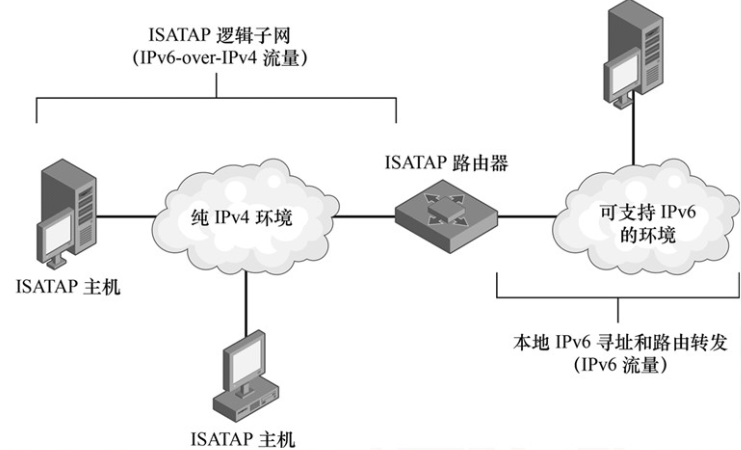 ISATAP 逻辑子网
（IPv6-over-IPv4 流量）
ISATAP 路由器
纯 IPv4 环境
可支持 IPv6
的环境
ISATAP 主机
本地 IPv6 寻址和路由转发
（IPv6 流量）
ISATAP 主机